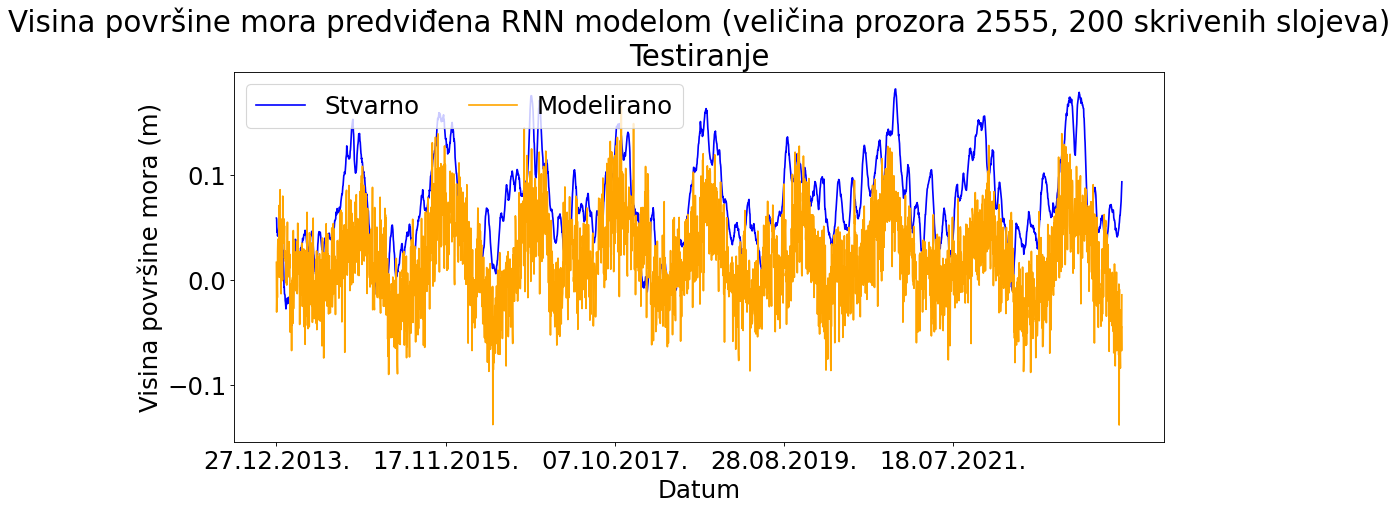 Visina površine mora predviđena RNN modelom (veličina prozora 2555, 200 skrivenih slojeva)
Testiranje
Stvarno Modelirano
Visina površine mora (m)
0.1
0.0
−0.1
27.12.2013. 17.11.2015. 07.10.2017. 28.08.2019. 18.07.2021.
Datum